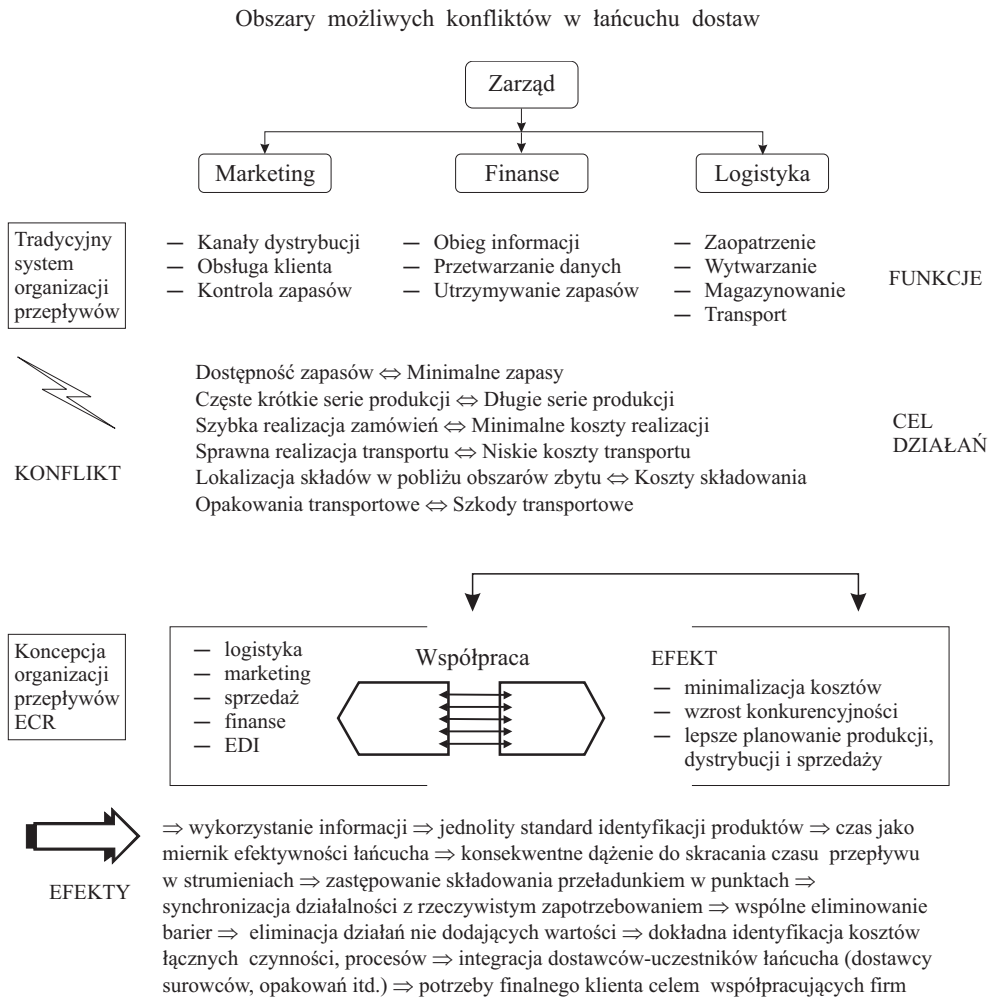 Obszary możliwych konfliktów w łańcuchu dostaw
Zarząd
Marketing
Finanse
Logistyka
Tradycyjny
system
organizacji
przepływów
— Kanały dystrybucji
— Obsługa klienta
— Kontrola zapasów
— Obieg informacji
— Przetwarzanie danych
— Utrzymywanie zapasów
— Zaopatrzenie
— Wytwarzanie
— Magazynowanie
— Transport
FUNKCJE
KONFLIKT
Dostępność zapasów ⇔ Minimalne zapasy
Częste krótkie serie produkcji ⇔ Długie serie produkcji
Szybka realizacja zamówień ⇔ Minimalne koszty realizacji
Sprawna realizacja transportu ⇔ Niskie koszty transportu
Lokalizacja składów w pobliżu obszarów zbytu ⇔ Koszty składowania
Opakowania transportowe ⇔ Szkody transportowe
CEL
DZIAŁAŃ
Koncepcja
organizacji
przepływów
ECR
— logistyka
— marketing
— sprzedaż
— finanse
— EDI
Współpraca
EFEKT
— minimalizacja kosztów
— wzrost konkurencyjności
— lepsze planowanie produkcji,
dystrybucji i sprzedaży
EFEKTY
⇒ wykorzystanie informacji ⇒ jednolity standard identyfikacji produktów ⇒ czas jako
miernik efektywności łańcucha ⇒ konsekwentne dążenie do skracania czasu przepływu
w strumieniach ⇒ zastępowanie składowania przeładunkiem w punktach ⇒
synchronizacja działalności z rzeczywistym zapotrzebowaniem ⇒ wspólne eliminowanie
barier ⇒ eliminacja działań nie dodających wartości ⇒ dokładna identyfikacja kosztów
łącznych czynności, procesów ⇒ integracja dostawców-uczestników łańcucha (dostawcy
surowców, opakowań itd.) ⇒ potrzeby finalnego klienta celem współpracujących firm